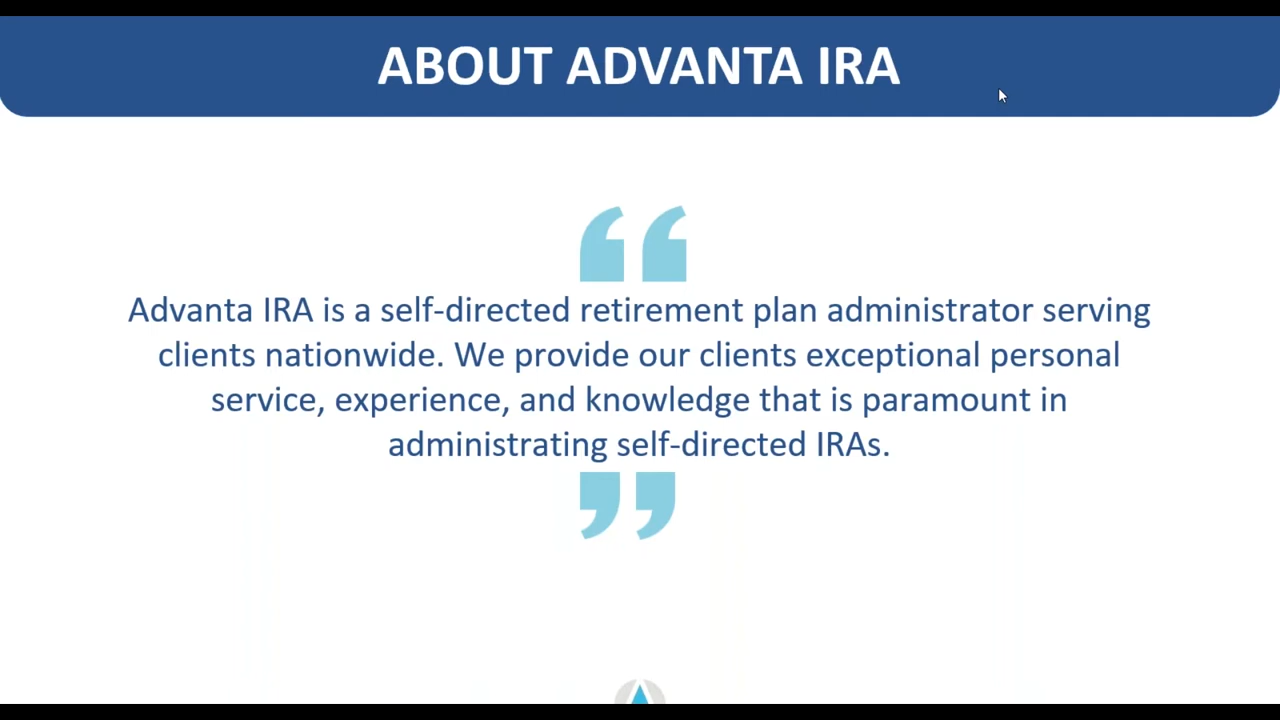 ABOUT ADVANTA IRA
“
Advanta IRA is a self-directed retirement plan administrator serving
clients nationwide. We provide our clients exceptional personal
service, experience, and knowledge that is paramount in
administrating self-directed IRAs.
”